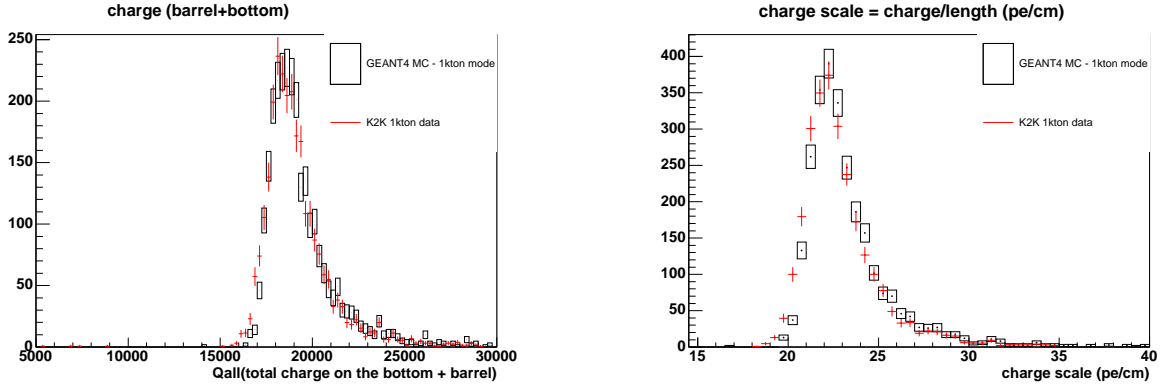 charge (barrel+bottom)
GEANT4 MC - 1kton mode
K2K 1kton data
250
200
150
100
50
0
5000 10000 15000 20000 25000 30000
Qall(total charge on the bottom + barrel)
charge scale = charge/length (pe/cm)
GEANT4 MC - 1kton mode
K2K 1kton data
400
350
300
250
200
150
100
50
0
15 20 25 30 35 40
charge scale (pe/cm)